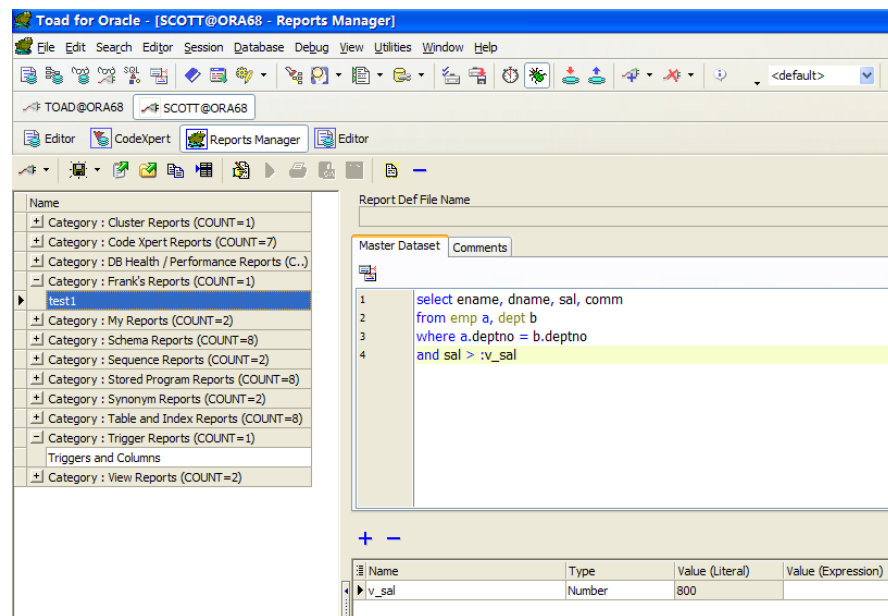 Toad for Oracle - [SCOTT@ORA68 - Reports Manager]
File Edit Search Editor Session Database Debug View Utilities Window Help
<default>
TOAD@ORA68 SCOTT@ORA68
Editor CodeXpert Reports Manager Editor
Name
Category : Cluster Reports (COUNT=1)
Category : Code Xpert Reports (COUNT=7)
Category : DB Health / Performance Reports (C..)
Category : Frank's Reports (COUNT=1)
test1
Category : My Reports (COUNT=2)
Category : Schema Reports (COUNT=8)
Category : Sequence Reports (COUNT=2)
Category : Stored Program Reports (COUNT=8)
Category : Synonym Reports (COUNT=2)
Category : Table and Index Reports (COUNT=8)
Category : Trigger Reports (COUNT=1)
Triggers and Columns
Category : View Reports (COUNT=2)
Report Def File Name
Master Dataset Comments
1 select ename, dname, sal, comm
2 from emp a, dept b
3 where a.deptno = b.deptno
4 and sal > :v_sal
Name Type Value (Literal) Value (Expression)
v_sal Number 800